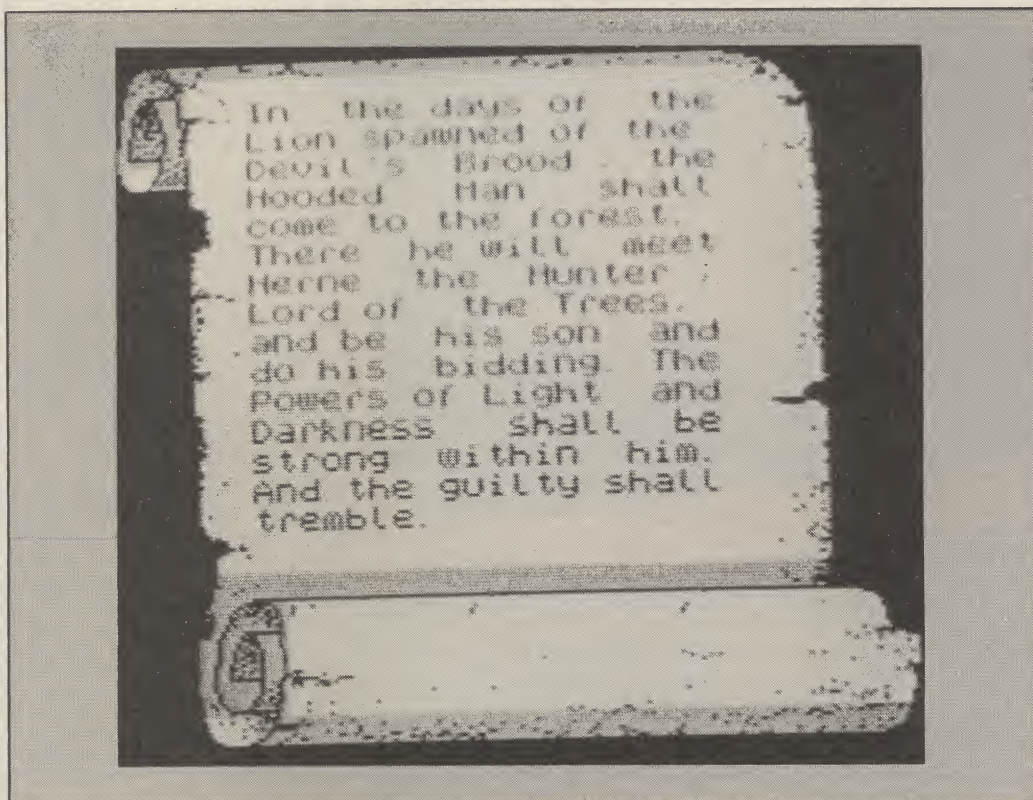 In the days of the
Lion spawned of the
Devil's Brood the
Hooded Man shall
come to the forest.
There he will meet
Herne the Hunter,
Lord of the Trees.
and be his son and
do his bidding. The
Powers of Light and
Darkness shall be
strong within him.
And the guilty shall
tremble.